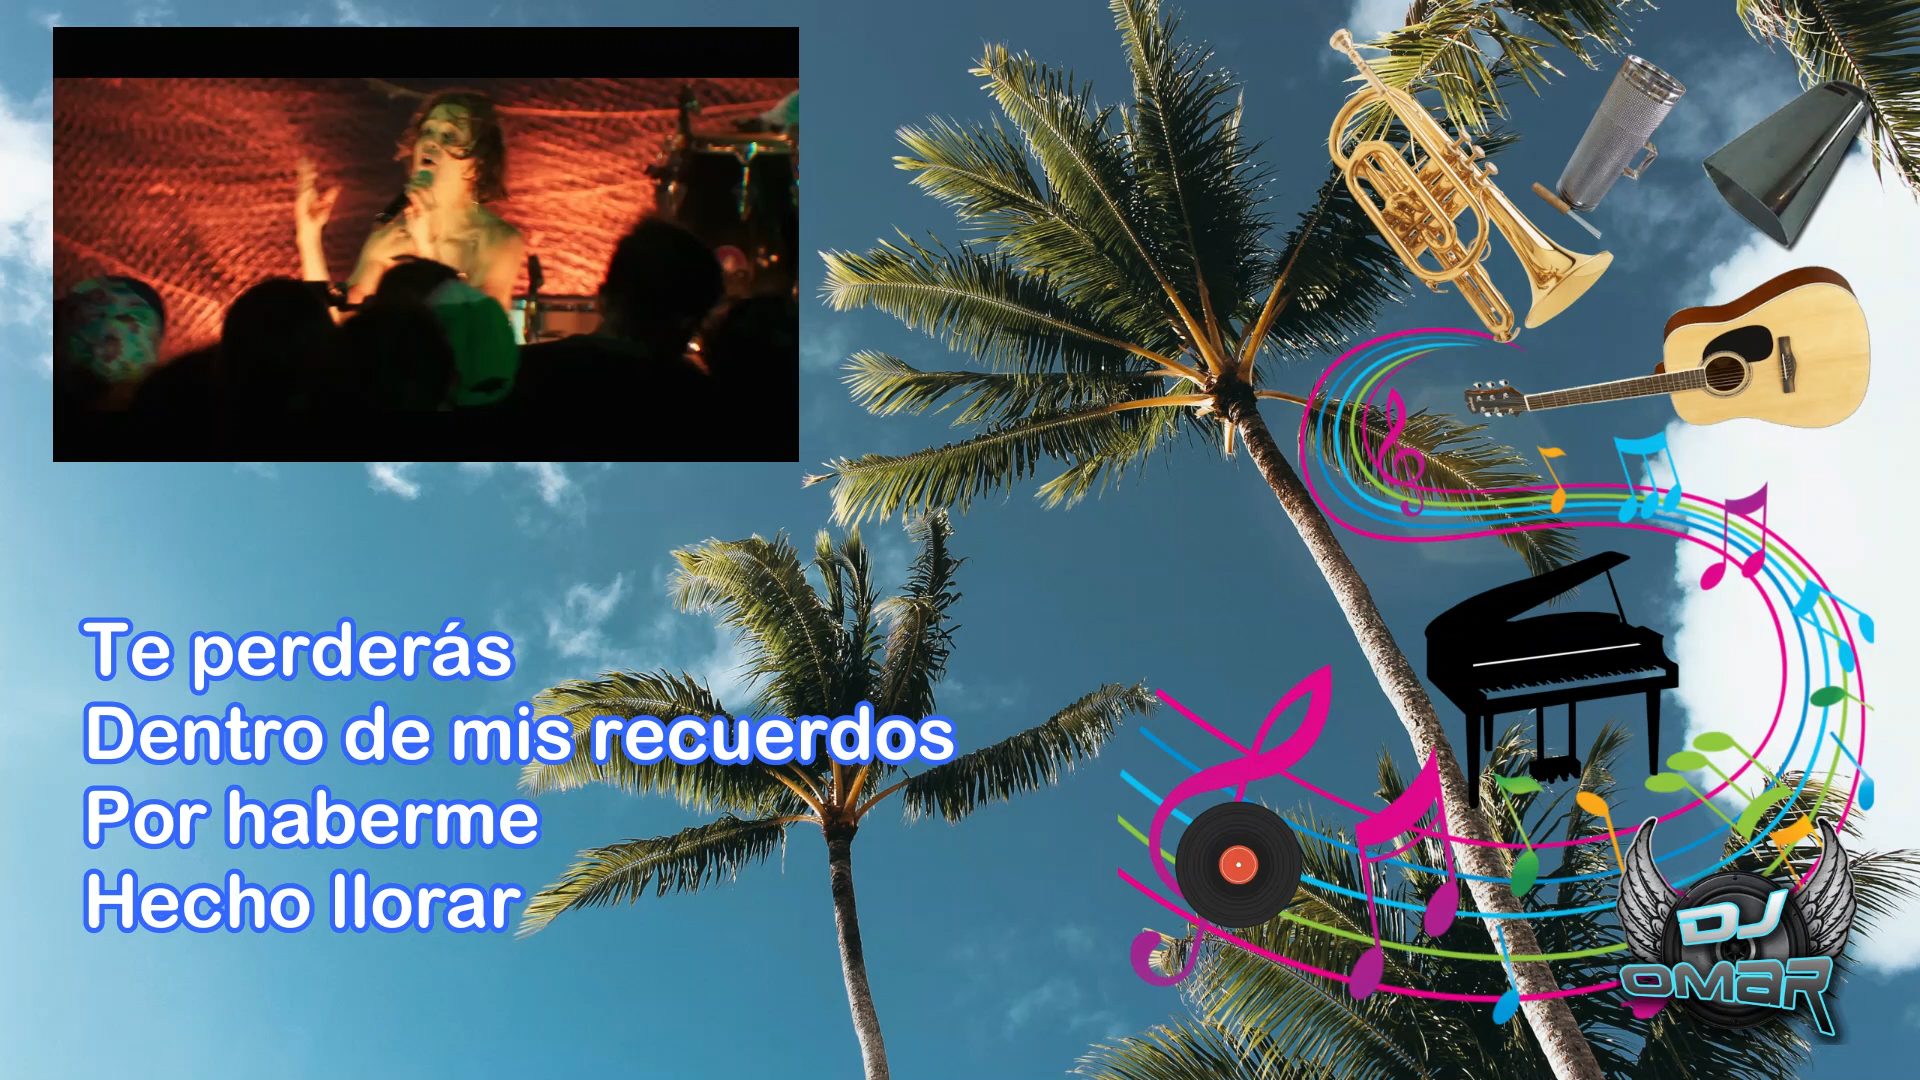 Te perderás
Dentro de mis recuerdos
Por haberme
Hecho llorar
DJ
OMAR